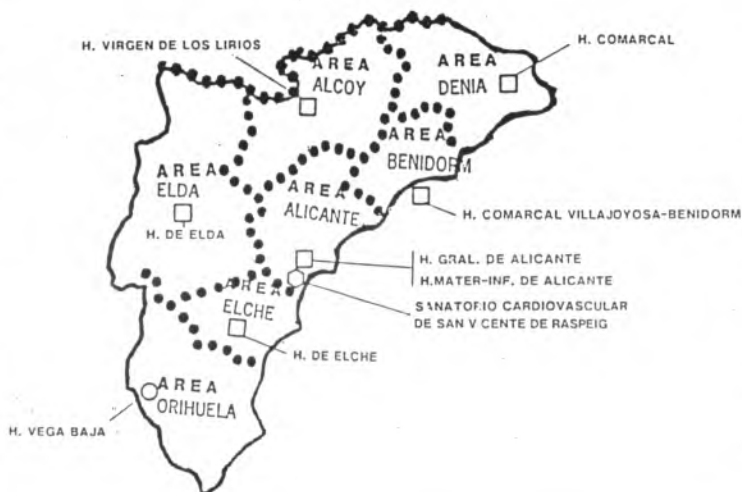 H. VIRGEN DE LOS LIRIOS
AREA
ALCOY
AREA
DENIA
H. COMARCAL
AREA
BENIDORM
AREA
ELDA
H. DE ELDA
AREA
ALICANTE
H. COMARCAL VILLAJOYOSA-BENIDORM
H. GRAL. DE ALICANTE
H.MATER-INF. DE ALICANTE
SANATORIO CARDIOVASCULAR
DE SAN V CENTE DE RASPEIG
AREA
ELCHE
H. DE ELCHE
AREA
ORIHUELA
H. VEGA BAJA